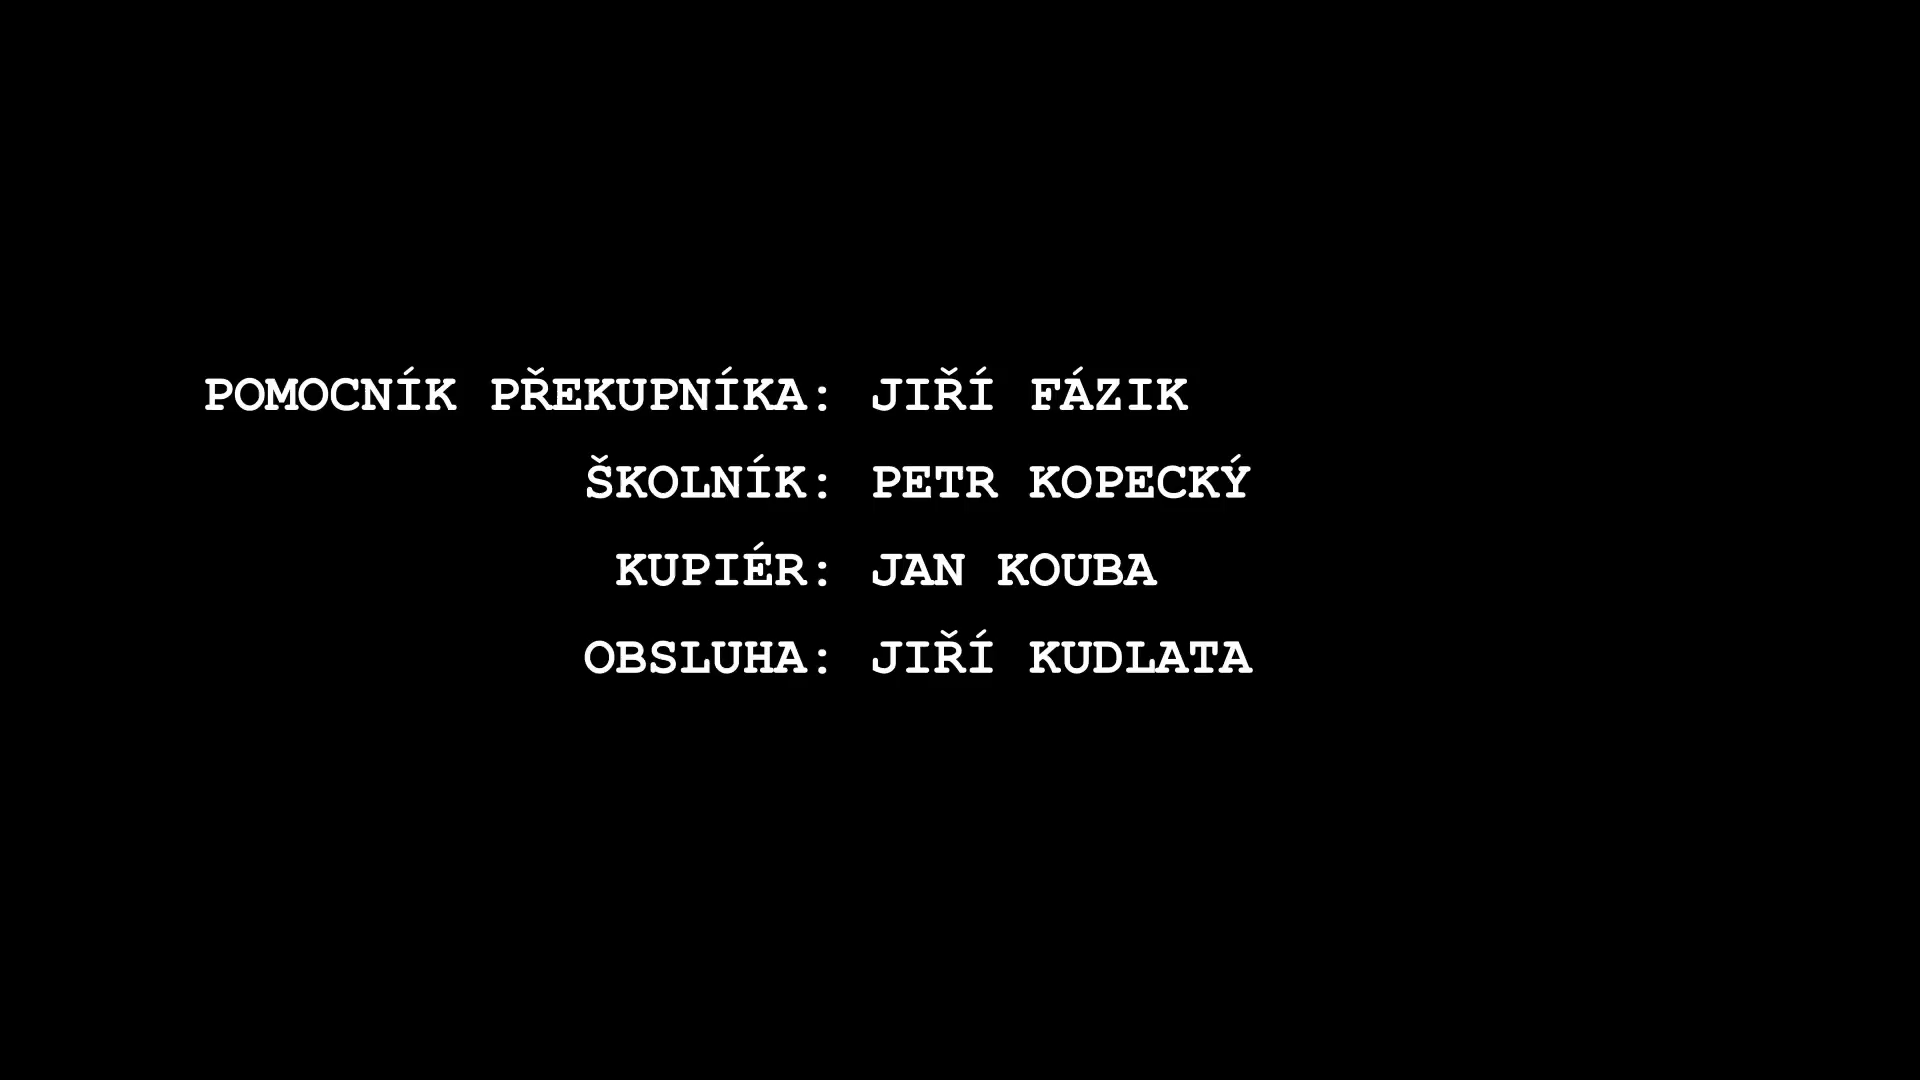 POMOCNÍK PŘEKUPNÍKA: JIŘÍ FÁZIK
ŠKOLNÍK: PETR KOPECKÝ
KUPIÉR: JAN KOUBA
OBSLUHA: JIŘÍ KUDLATA